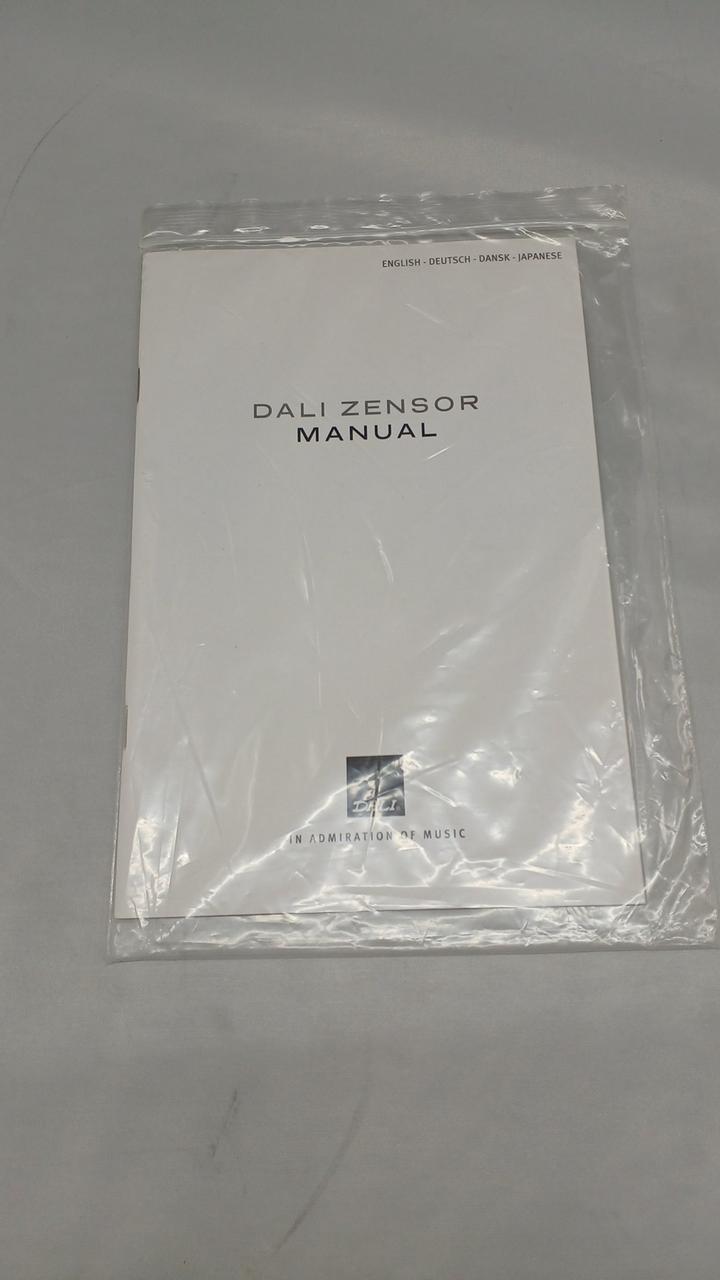 ENGLISH - DEUTSCH - DANSK - JAPANESE
DALI ZENSOR
MANUAL
DALI
IN ADMIRATION OF MUSIC